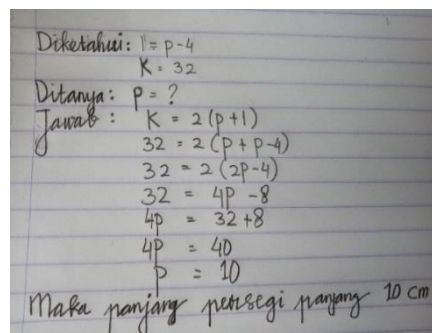 Diketahui: l = p-4
K = 32
Ditanya: p = ?
Jawab : K = 2(p+l)
32 = 2(p+p-4)
32 = 2(2p-4)
32 = 4p -8
4p = 32+8
4p = 40
p = 10
Maka panjang persegi panjang 10 cm